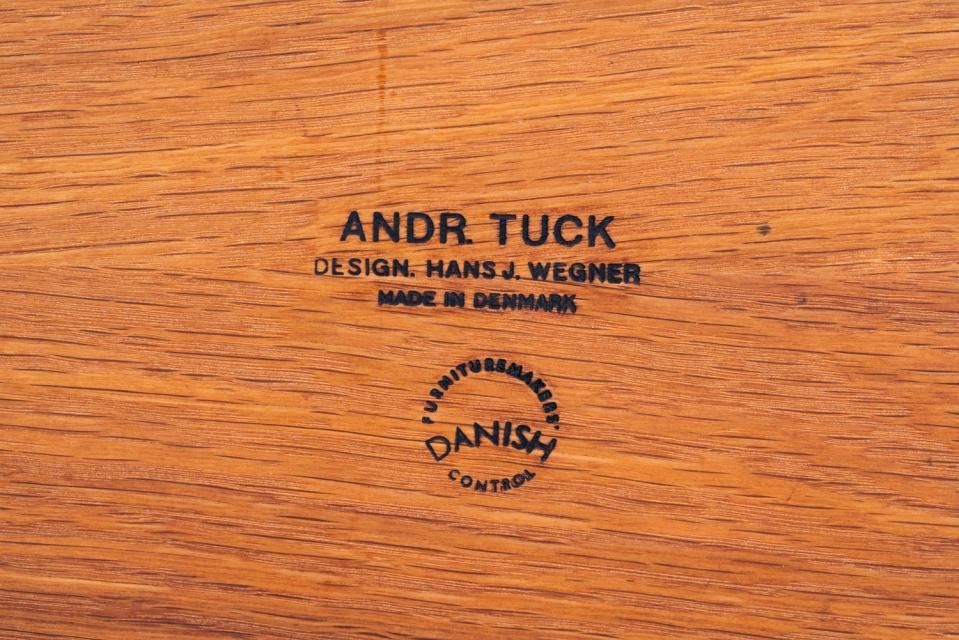 ANDR. TUCK
DESIGN. HANS J. WEGNER
MADE IN DENMARK
FURNITUREMAKERS'
DANISH
CONTROL